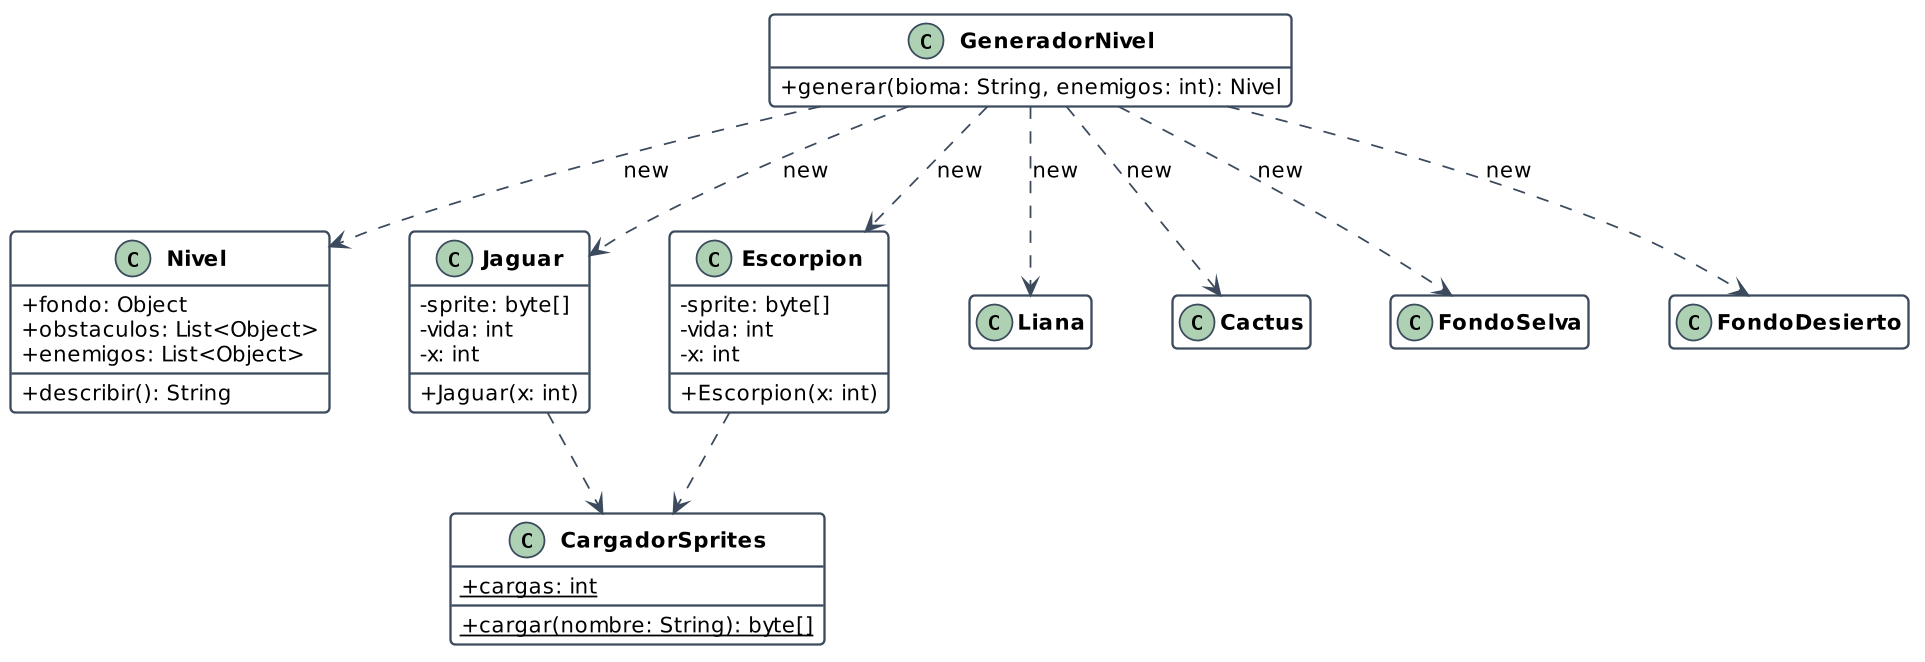 C GeneradorNivel
+generar(bioma: String, enemigos: int): Nivel
new
new
new
new
new
new
new
C Nivel
+fondo: Object
+obstaculos: List<Object>
+enemigos: List<Object>
+describir(): String
C Jaguar
-sprite: byte[]
-vida: int
-x: int
+Jaguar(x: int)
C Escorpion
-sprite: byte[]
-vida: int
-x: int
+Escorpion(x: int)
C Liana
C Cactus
C FondoSelva
C FondoDesierto
C CargadorSprites
+cargas: int
+cargar(nombre: String): byte[]